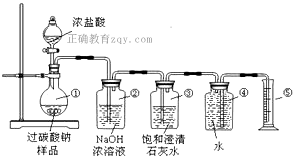 浓盐酸
正确教育zqy.com
①
②
③
④
⑤
过碳酸钠
样品
NaOH
浓溶液
饱和澄清
石灰水
水